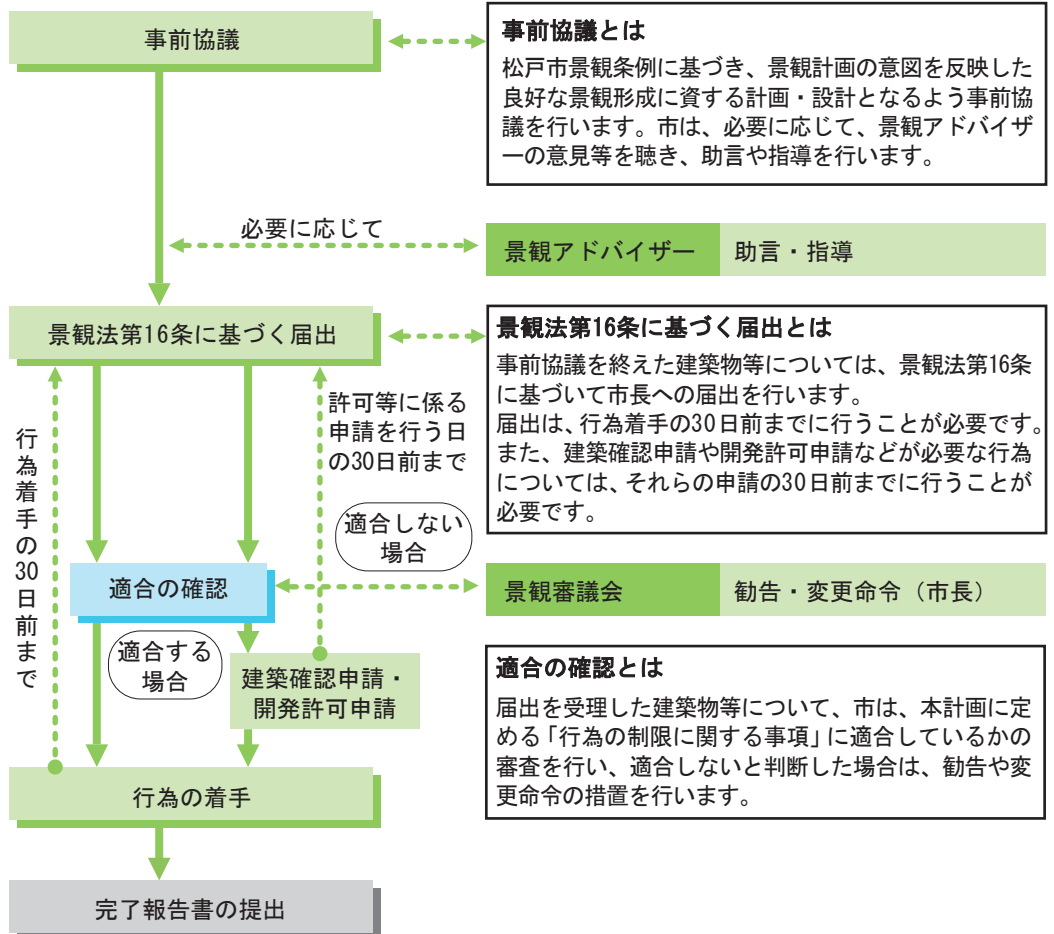 事前協議
事前協議とは
松戸市景観条例に基づき、景観計画の意図を反映した
良好な景観形成に資する計画・設計となるよう事前協
議を行います。市は、必要に応じて、景観アドバイザ
ーの意見等を聴き、助言や指導を行います。
必要に応じて
景観アドバイザー 助言・指導
景観法第16条に基づく届出
景観法第16条に基づく届出とは
事前協議を終えた建築物等については、景観法第16条
に基づいて市長への届出を行います。
届出は、行為着手の30日前までに行うことが必要です。
また、建築確認申請や開発許可申請などが必要な行為
については、それらの申請の30日前までに行うことが
必要です。
行為着手の30日前まで
許可等に係る
申請を行う日
の30日前まで
適合しない
場合
適合の確認
景観審議会 勧告・変更命令（市長）
適合する
場合
建築確認申請・
開発許可申請
適合の確認とは
届出を受理した建築物等について、市は、本計画に定
める「行為の制限に関する事項」に適合しているかの
審査を行い、適合しないと判断した場合は、勧告や変
更命令の措置を行います。
行為の着手
完了報告書の提出